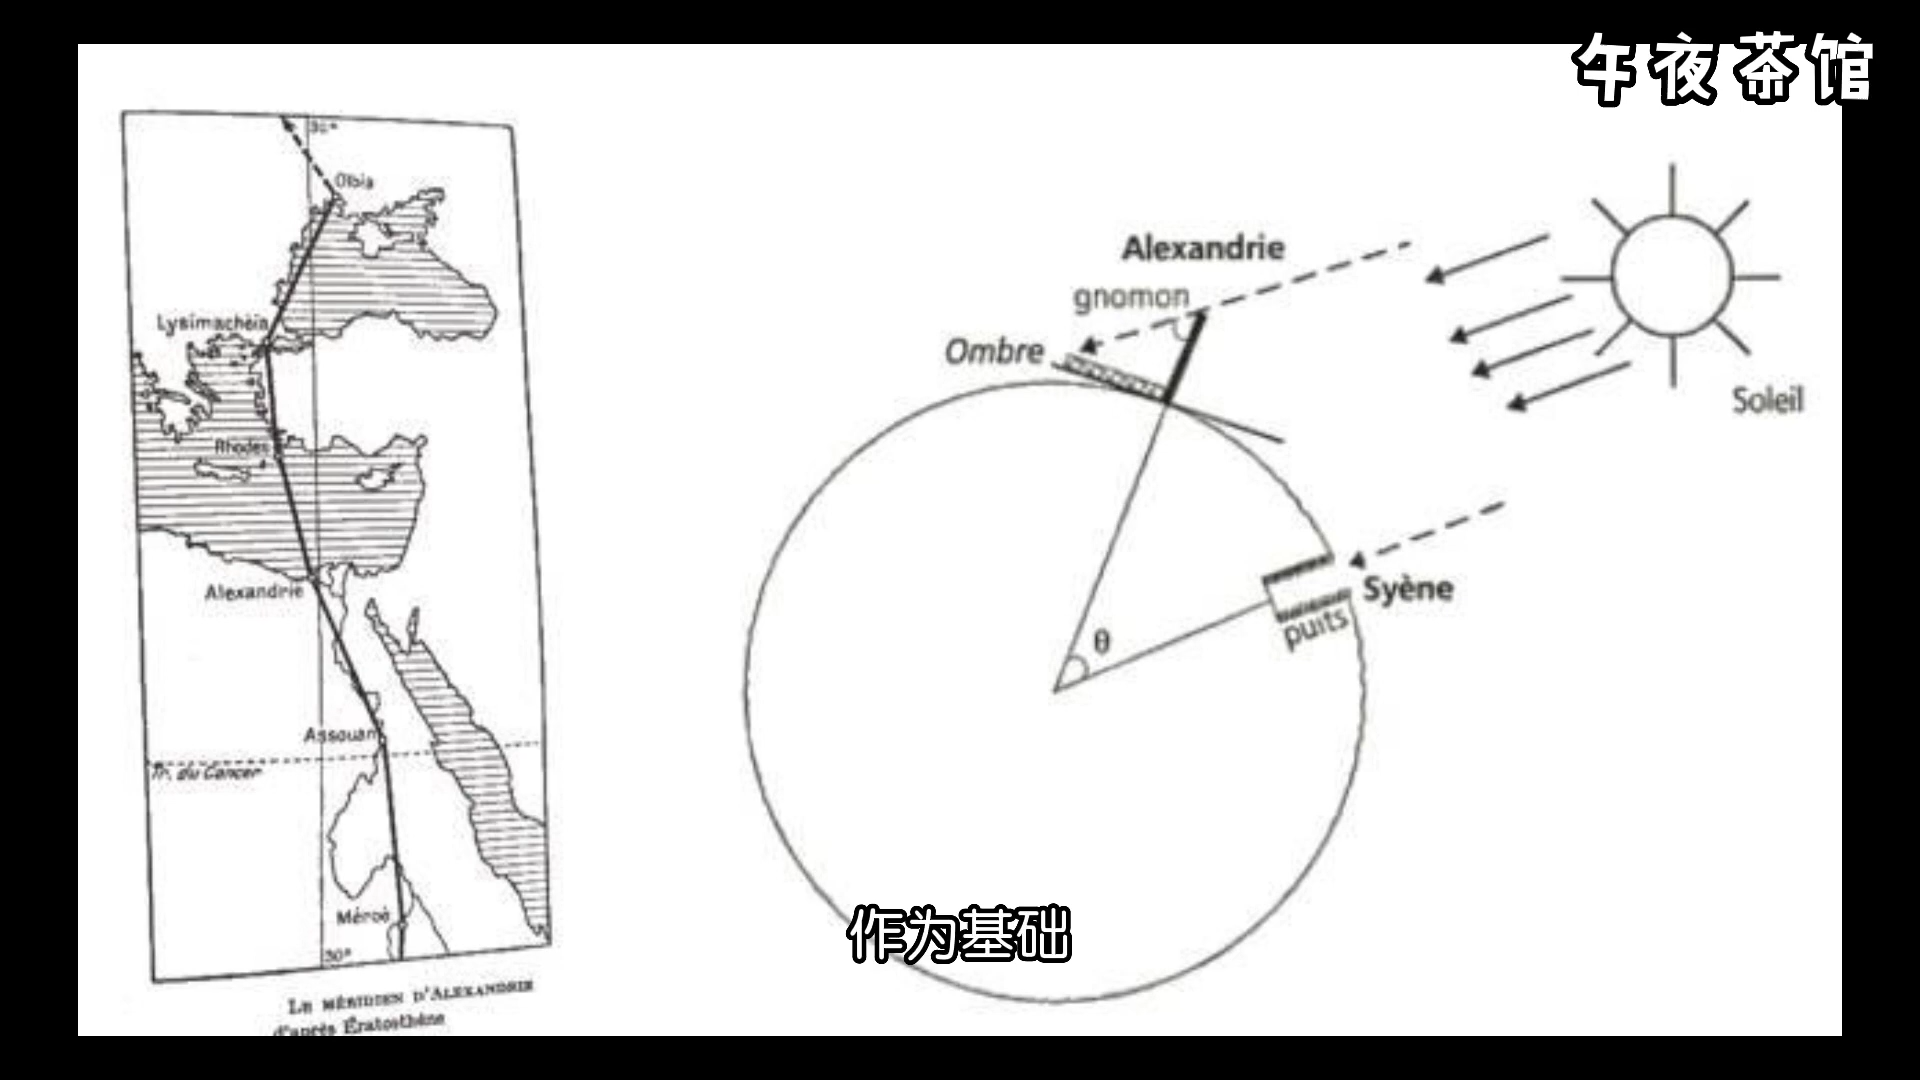 午夜茶馆
31°
Olbia
Lysimacheia
Rhodes
Alexandrie
Assouan
Tr. du Cancer
Méroé
30°
LE MÉRIDIEN D'ALEXANDRIE
d'après Ératosthène
Alexandrie
gnomon
Ombre
Soleil
Syène
puits
θ
作为基础